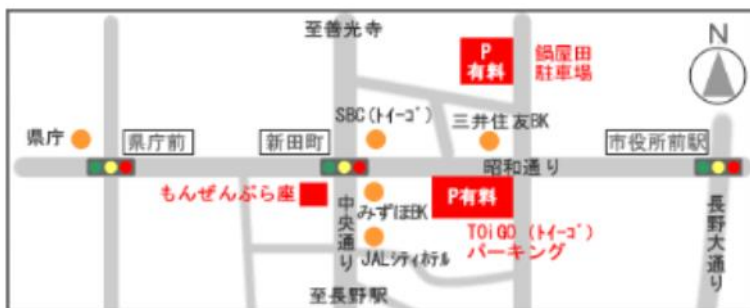 至善光寺
P
有料
鍋屋田
駐車場
N
SBC(ﾄｲｰｺﾞ)
三井住友BK
県庁
県庁前
新田町
市役所前駅
昭和通り
もんぜんぷら座
みずほBK
P有料
中央通り
TOiGO (ﾄｲｰｺﾞ)
パーキング
JALｼﾃｨﾎﾃﾙ
長野大通り
至長野駅